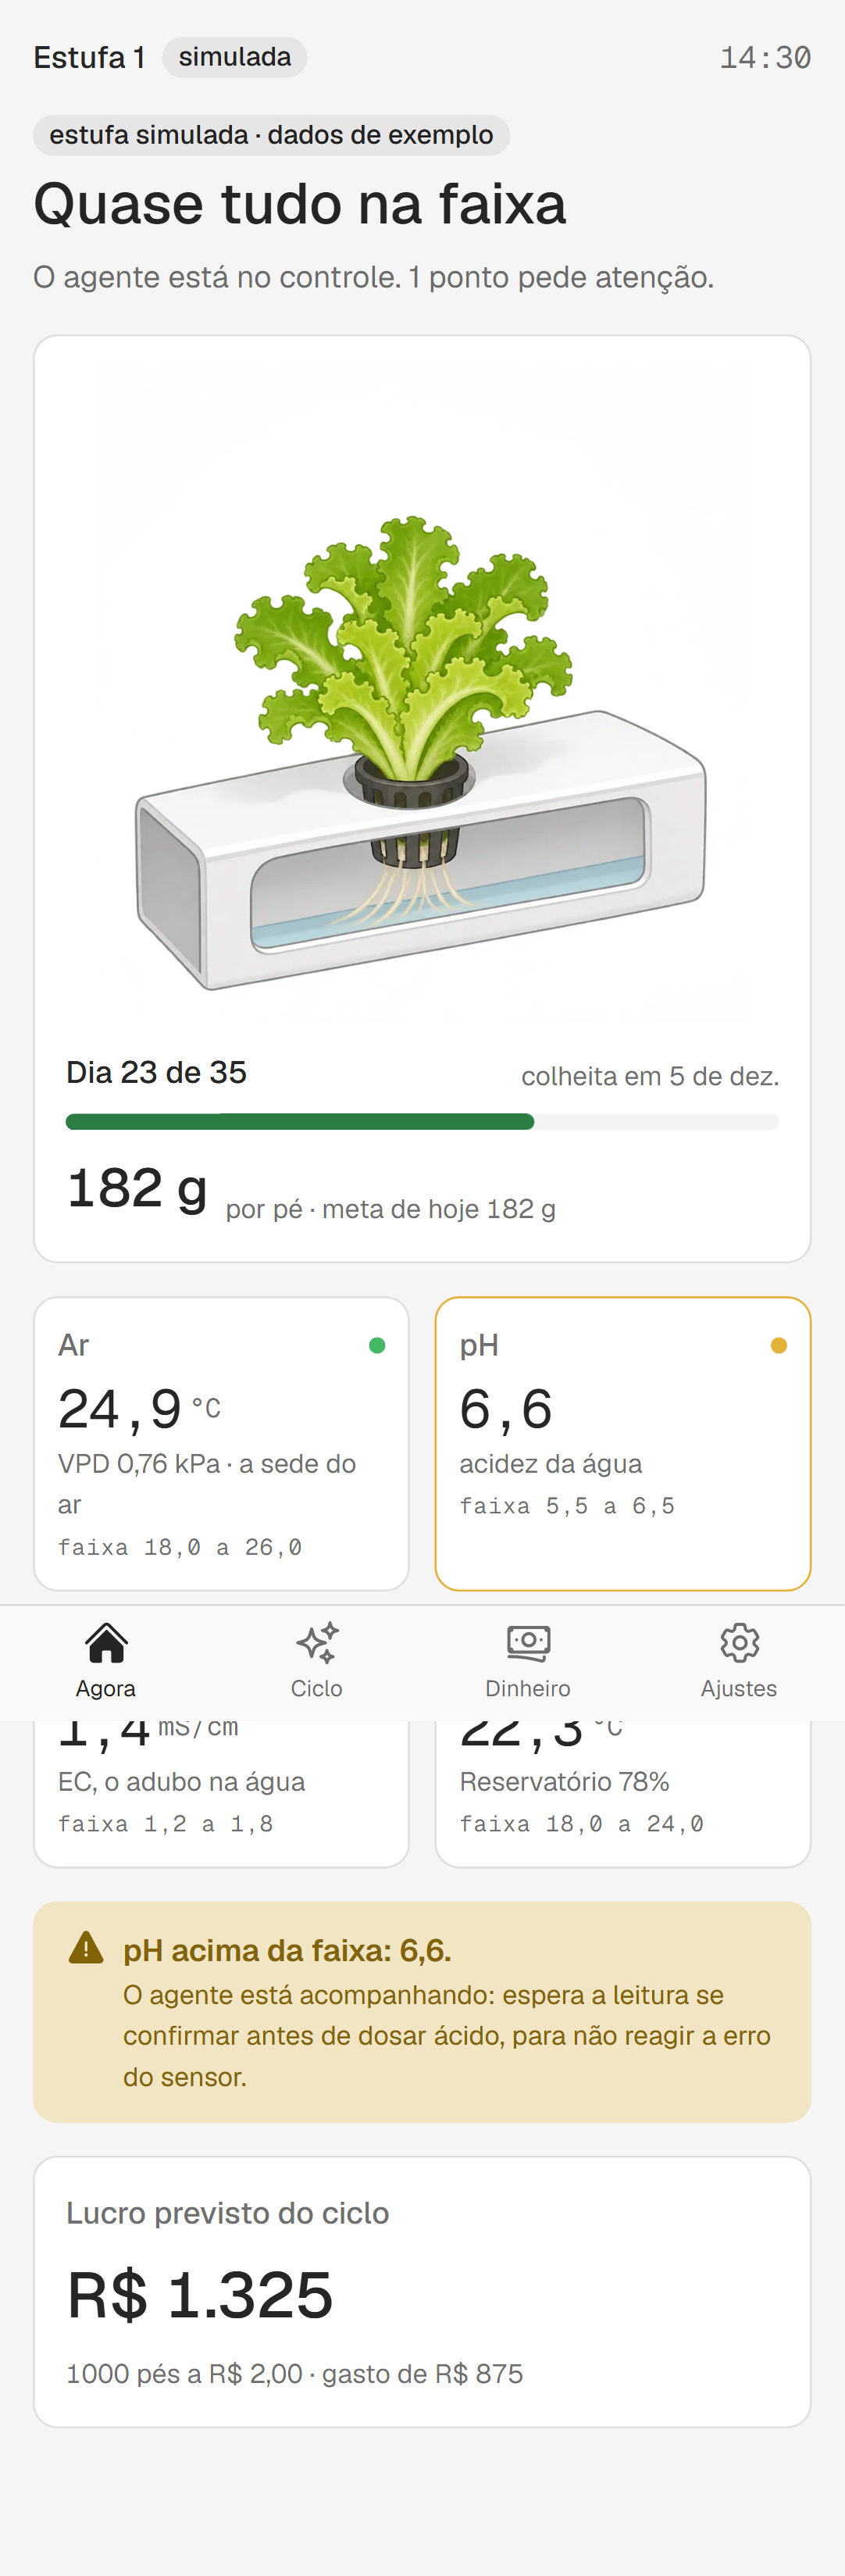 Estufa 1 simulada 14:30
estufa simulada · dados de exemplo
Quase tudo na faixa
O agente está no controle. 1 ponto pede atenção.
Dia 23 de 35 colheita em 5 de dez.
182 g por pé · meta de hoje 182 g
Ar
24,9 °C
VPD 0,76 kPa · a sede do
ar
faixa 18,0 a 26,0
pH
6,6
acidez da água
faixa 5,5 a 6,5
Agora Ciclo Dinheiro Ajustes
1,4 mS/cm
EC, o adubo na água
faixa 1,2 a 1,8
22,3 °C
Reservatório 78%
faixa 18,0 a 24,0
pH acima da faixa: 6,6.
O agente está acompanhando: espera a leitura se
confirmar antes de dosar ácido, para não reagir a erro
do sensor.
Lucro previsto do ciclo
R$ 1.325
1000 pés a R$ 2,00 · gasto de R$ 875